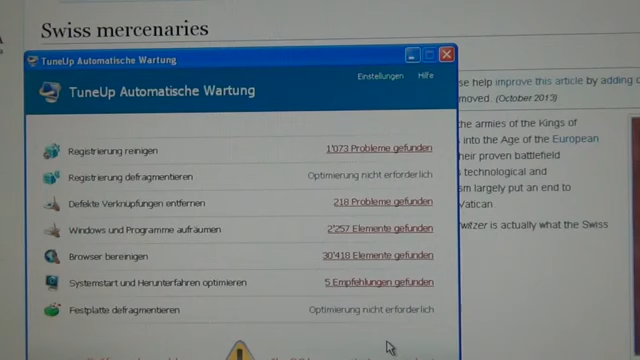 Swiss mercenaries
TuneUp Automatische Wartung
Einstellungen Hilfe
TuneUp Automatische Wartung
Registrierung reinigen 1'073 Probleme gefunden
Registrierung defragmentieren Optimierung nicht erforderlich
Defekte Verknüpfungen entfernen 218 Probleme gefunden
Windows und Programme aufräumen 2'257 Elemente gefunden
Browser bereinigen 30'418 Elemente gefunden
Systemstart und Herunterfahren optimieren 5 Empfehlungen gefunden
Festplatte defragmentieren Optimierung nicht erforderlich
se help improve this article by adding
moved. (October 2013)
he armies of the Kings of
into the Age of the European
heir proven battlefield
technological and
sm largely put an end to
Vatican
witzer is actually what the Swiss